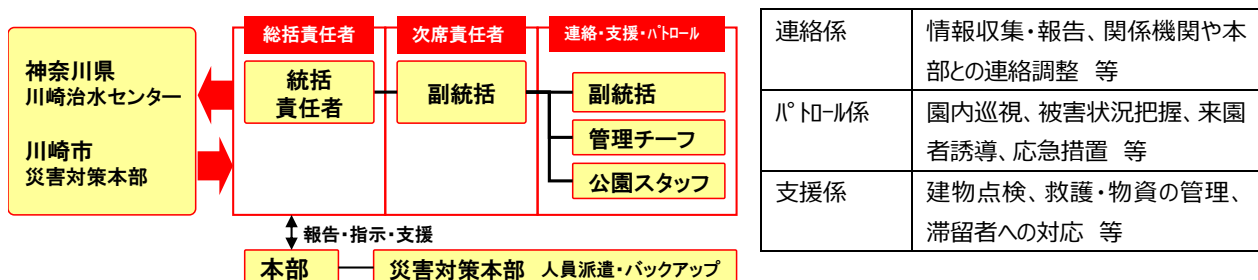 総括責任者
次席責任者
連絡・支援・ﾊﾟﾄﾛｰﾙ
神奈川県
川崎治水センター
川崎市
災害対策本部
統括
責任者
副統括
副統括
管理チーフ
公園スタッフ
報告・指示・支援
本部
災害対策本部 人員派遣・バックアップ
連絡係
情報収集・報告、関係機関や本
部との連絡調整 等
ﾊﾟﾄﾛｰﾙ係
園内巡視、被害状況把握、来園
者誘導、応急措置 等
支援係
建物点検、救護・物資の管理、
滞留者への対応 等